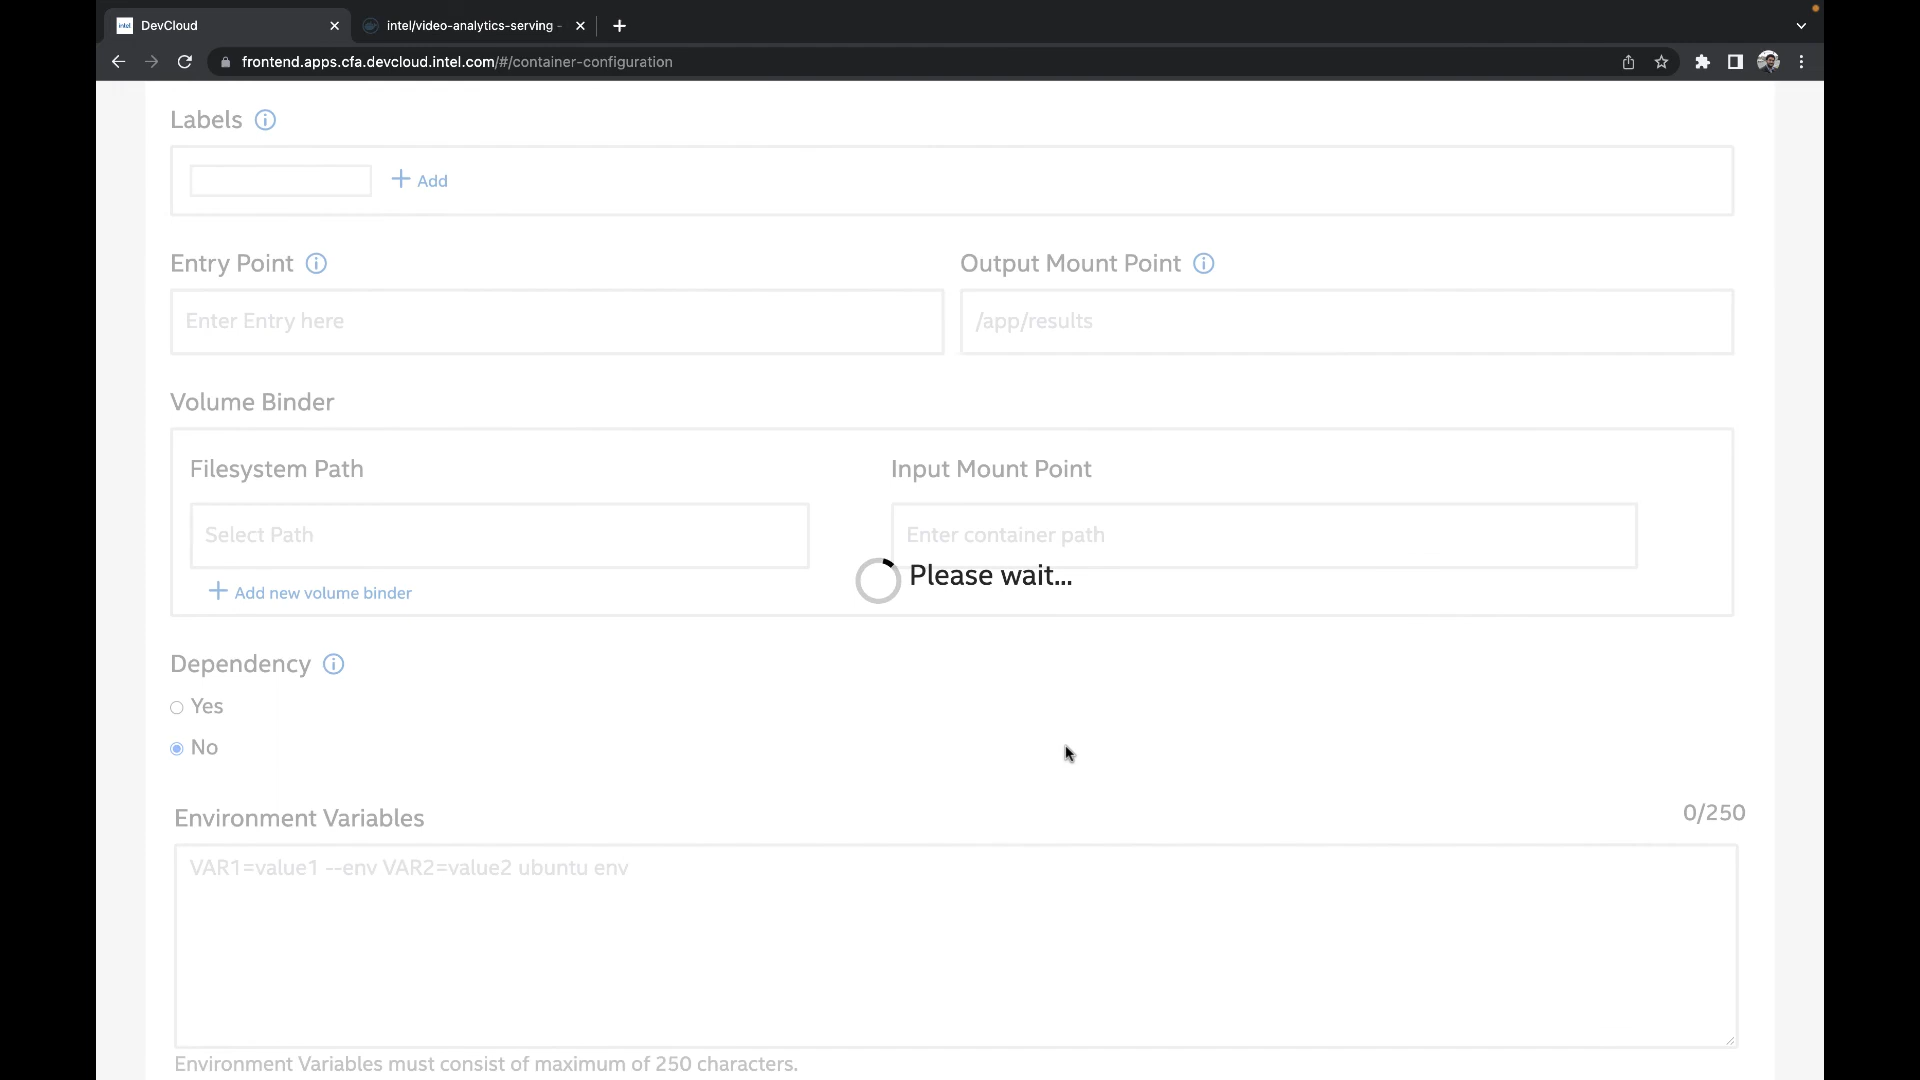 intel DevCloud
intel/video-analytics-serving -
frontend.apps.cfa.devcloud.intel.com/#/container-configuration
Labels
Add
Entry Point
Output Mount Point
Enter Entry here
/app/results
Volume Binder
Filesystem Path
Input Mount Point
Select Path
Enter container path
Please wait...
Add new volume binder
Dependency
Yes
No
Environment Variables
0/250
VAR1=value1 --env VAR2=value2 ubuntu env
Environment Variables must consist of maximum of 250 characters.